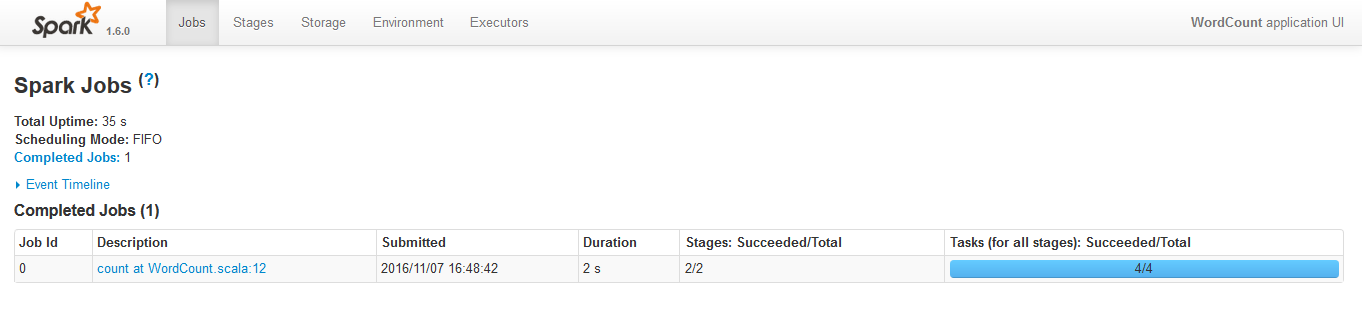 Spark 1.6.0 Jobs Stages Storage Environment Executors WordCount application UI
Spark Jobs (?)
Total Uptime: 35 s
Scheduling Mode: FIFO
Completed Jobs: 1
Event Timeline
Completed Jobs (1)
Job Id Description Submitted Duration Stages: Succeeded/Total Tasks (for all stages): Succeeded/Total
0 count at WordCount.scala:12 2016/11/07 16:48:42 2 s 2/2 4/4